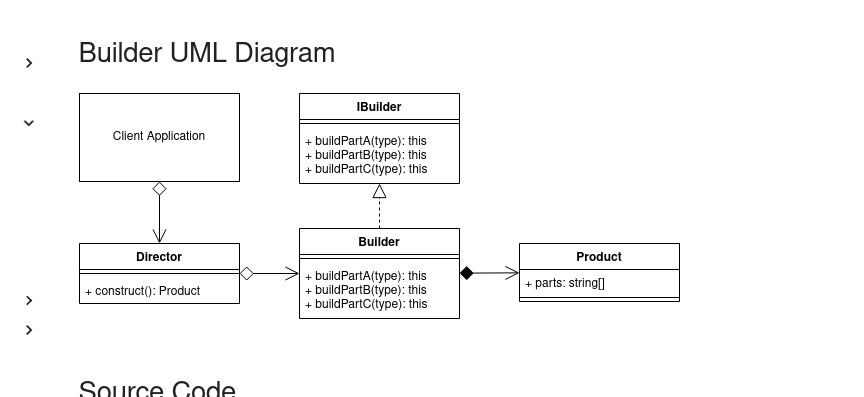 Builder UML Diagram
Client Application
IBuilder
+ buildPartA(type): this
+ buildPartB(type): this
+ buildPartC(type): this
Director
+ construct(): Product
Builder
+ buildPartA(type): this
+ buildPartB(type): this
+ buildPartC(type): this
Product
+ parts: string[]
Source Code